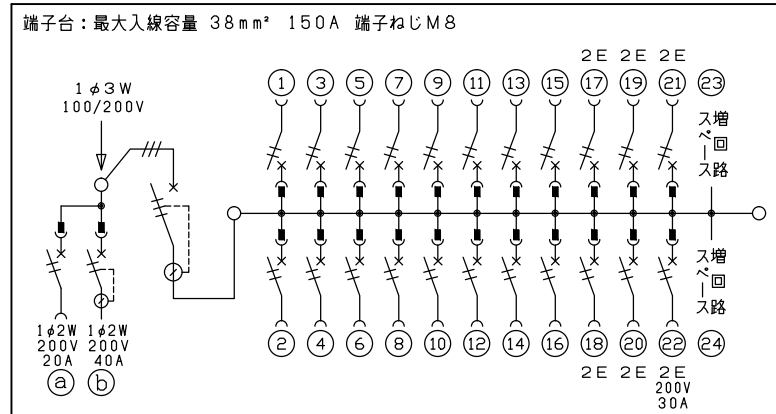 端子台：最大入線容量 38mm² 150A 端子ねじM8
1φ3W
100/200V
2E 2E 2E
1 3 5 7 9 11 13 15 17 19 21 23
増回路
スペース
増回路
スペース
2 4 6 8 10 12 14 16 18 20 22 24
2E 2E 2E
200V
30A
1φ2W
200V
20A
a
1φ2W
200V
40A
b